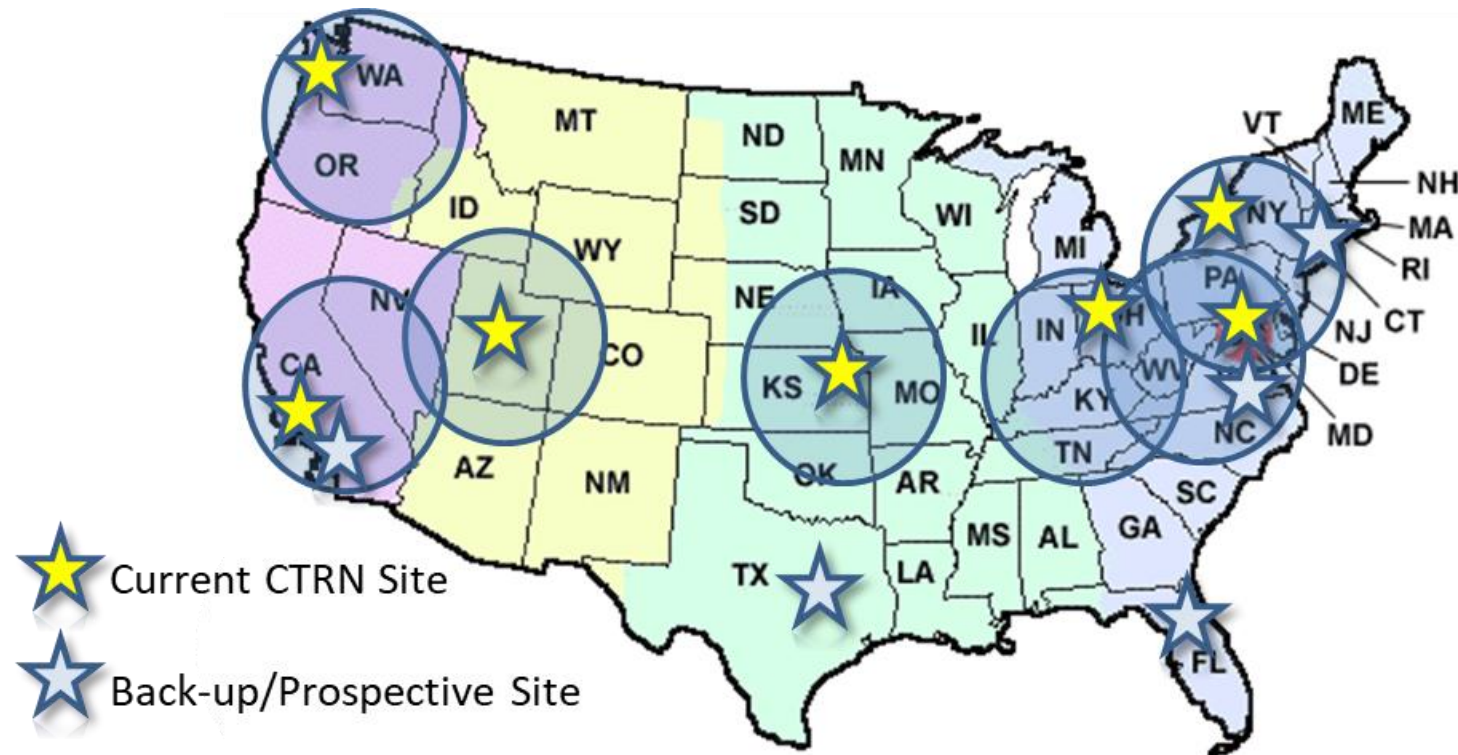 WA
OR
MT
ID
WY
ND
SD
NE
MN
WI
IA
MI
NV
CA
CO
KS
MO
IL
IN
KY
TN
AZ
NM
OK
AR
TX
LA
MS
AL
GA
SC
NC
FL
PA
NY
VT
ME
NH
MA
RI
CT
NJ
DE
MD
Current CTRN Site
Back-up/Prospective Site